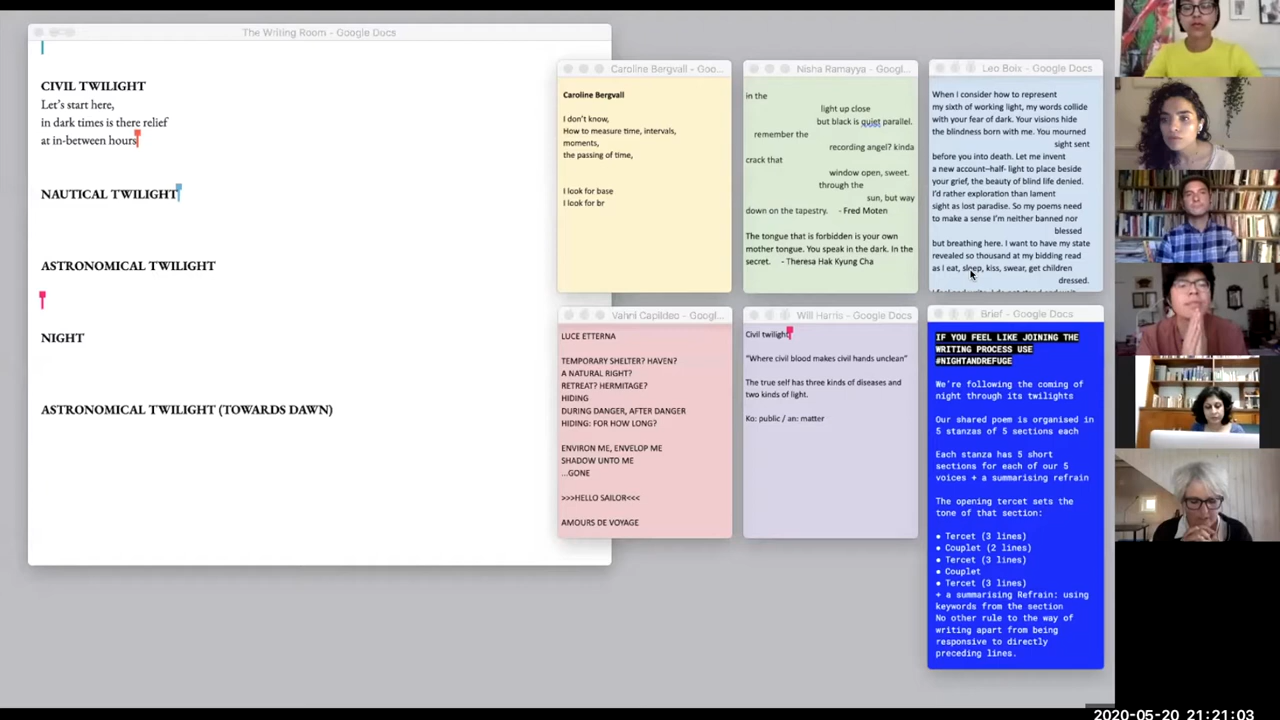 The Writing Room - Google Docs
CIVIL TWILIGHT
Let's start here,
in dark times is there relief
at in-between hours
NAUTICAL TWILIGHT
ASTRONOMICAL TWILIGHT
NIGHT
ASTRONOMICAL TWILIGHT (TOWARDS DAWN)
Caroline Bergvall - Goo...
Caroline Bergvall
I don't know,
How to measure time, intervals,
moments,
the passing of time,
I look for base
I look for br
Nisha Ramayya - Googl...
in the
light up close
but black is quiet parallel.
remember the
recording angel? kinda
crack that
window open, sweet.
through the
sun, but way
down on the tapestry. - Fred Moten
The tongue that is forbidden is your own
mother tongue. You speak in the dark. In the
secret. - Theresa Hak Kyung Cha
Leo Boix - Google Docs
When I consider how to represent
my sixth of working light, my words collide
with your fear of dark. Your visions hide
the blindness born with me. You mourned
sight sent
before you into death. Let me invent
a new account–half- light to place beside
your grief, the beauty of blind life denied.
I'd rather exploration than lament
sight as lost paradise. So my poems need
to make a sense I'm neither banned nor
blessed
but breathing here. I want to have my state
revealed so thousand at my bidding read
as I eat, sleep, kiss, swear, get children
dressed.
Vahni Capildeo - Googl...
LUCE ETTERNA
TEMPORARY SHELTER? HAVEN?
A NATURAL RIGHT?
RETREAT? HERMITAGE?
HIDING
DURING DANGER, AFTER DANGER
HIDING: FOR HOW LONG?
ENVIRON ME, ENVELOP ME
SHADOW UNTO ME
...GONE
>>>HELLO SAILOR<<<
AMOURS DE VOYAGE
Will Harris - Google Docs
Civil twilight
"Where civil blood makes civil hands unclean"
The true self has three kinds of diseases and
two kinds of light.
Ko: public / an: matter
Brief - Google Docs
IF YOU FEEL LIKE JOINING THE
WRITING PROCESS USE
#NIGHTANDREFUGE
We're following the coming of
night through its twilights
Our shared poem is organised in
5 stanzas of 5 sections each
Each stanza has 5 short
sections for each of our 5
voices + a summarising refrain
The opening tercet sets the
tone of that section:
● Tercet (3 lines)
● Couplet (2 lines)
● Tercet (3 lines)
● Couplet
● Tercet (3 lines)
+ a summarising Refrain: using
keywords from the section
No other rule to the way of
writing apart from being
responsive to directly
preceding lines.
2020-05-20 21:21:03